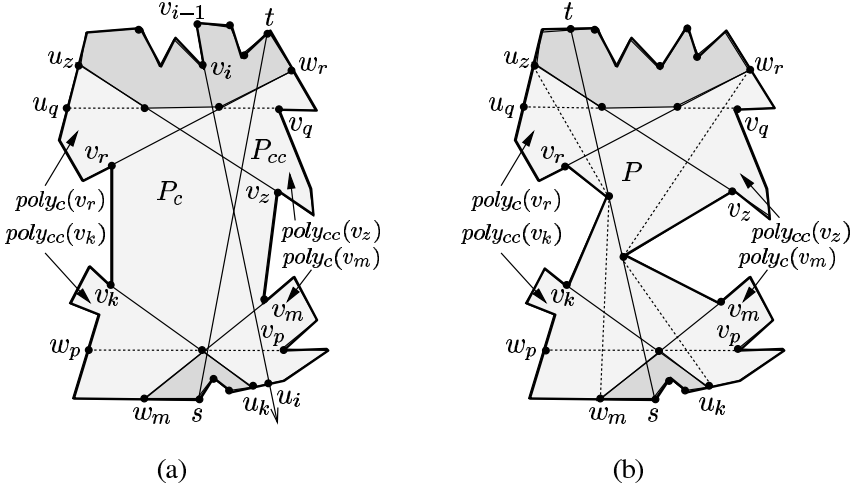 v_{i-1} t
u_z v_i w_r
u_q v_q
v_r P_{cc}
P_c
v_z
poly_c(v_r)
poly_{cc}(v_k) poly_{cc}(v_z)
poly_c(v_m)
v_k v_m
w_p v_p
w_m s u_k u_i
(a)
t
u_z w_r
u_q v_q
v_r P
v_z
poly_c(v_r)
poly_{cc}(v_k) poly_{cc}(v_z)
poly_c(v_m)
v_k v_m
w_p v_p
w_m s u_k
(b)